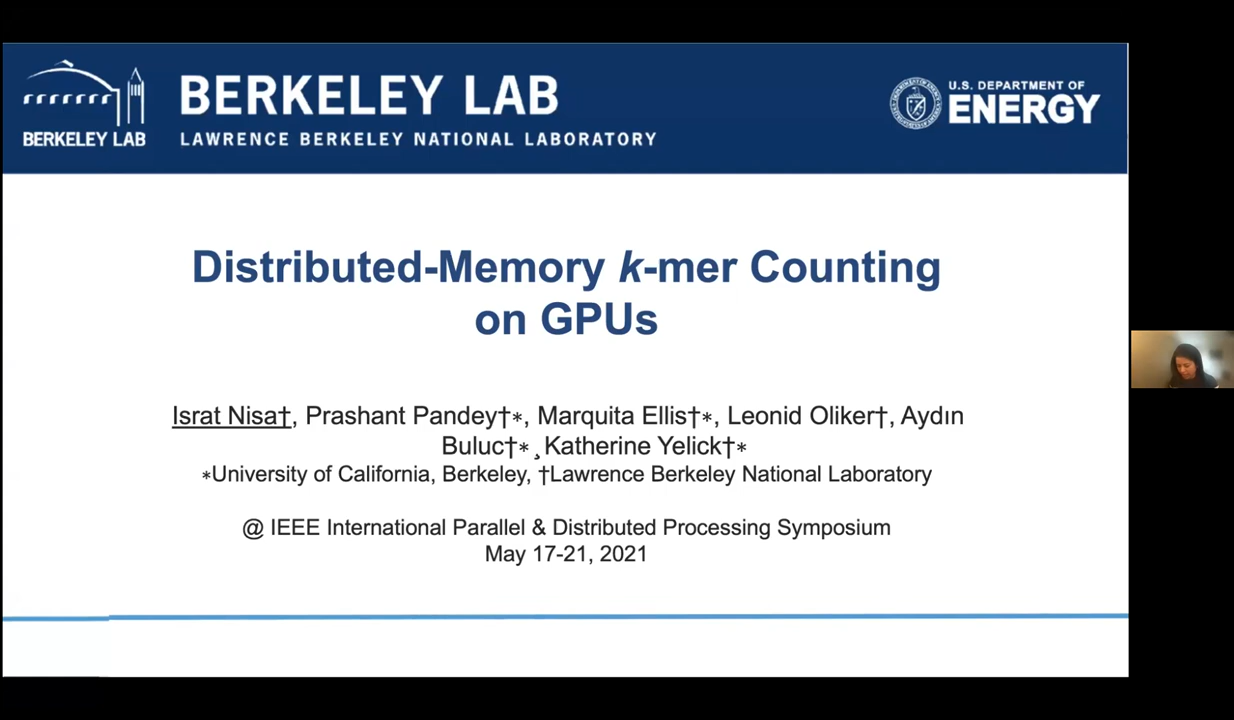 BERKELEY LAB
BERKELEY LAB
LAWRENCE BERKELEY NATIONAL LABORATORY
U.S. DEPARTMENT OF
ENERGY
Distributed-Memory k-mer Counting
on GPUs
Israt Nisa†, Prashant Pandey†∗, Marquita Ellis†∗, Leonid Oliker†, Aydın
Buluc†∗ ¸Katherine Yelick†∗
∗University of California, Berkeley, †Lawrence Berkeley National Laboratory
@ IEEE International Parallel & Distributed Processing Symposium
May 17-21, 2021